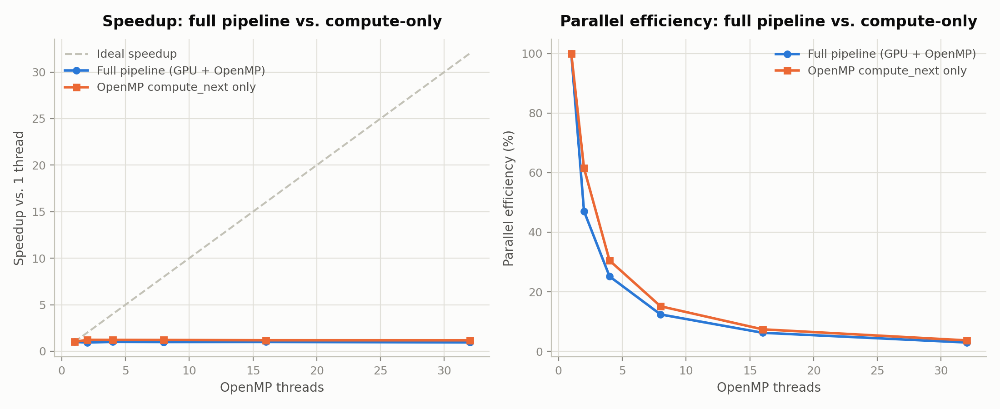 Speedup: full pipeline vs. compute-only
Ideal speedup
Full pipeline (GPU + OpenMP)
OpenMP compute_next only
Speedup vs. 1 thread
30
25
20
15
10
5
0
0 5 10 15 20 25 30
OpenMP threads
Parallel efficiency: full pipeline vs. compute-only
Full pipeline (GPU + OpenMP)
OpenMP compute_next only
Parallel efficiency (%)
100
80
60
40
20
0
0 5 10 15 20 25 30
OpenMP threads